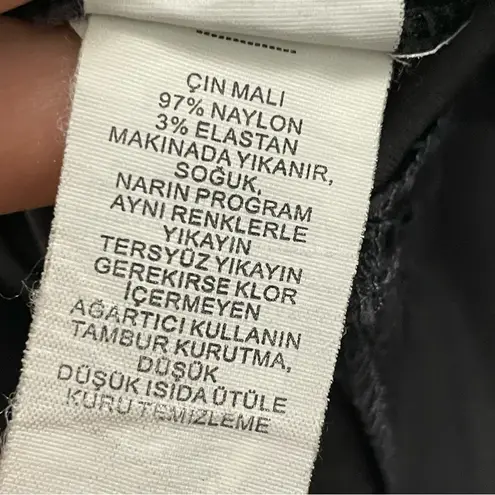 ÇIN MALI
97% NAYLON
3% ELASTAN
MAKINADA YIKANIR,
SOĞUK,
NARIN PROGRAM
AYNI RENKLERLE
YIKAYIN
TERSYÜZ YIKAYIN
GEREKIRSE KLOR
İÇERMEYEN
AĞARTICI KULLANIN
TAMBUR KURUTMA,
DÜŞÜK
DÜŞÜK ISIDA ÜTÜLE
KURU TEMIZLEME